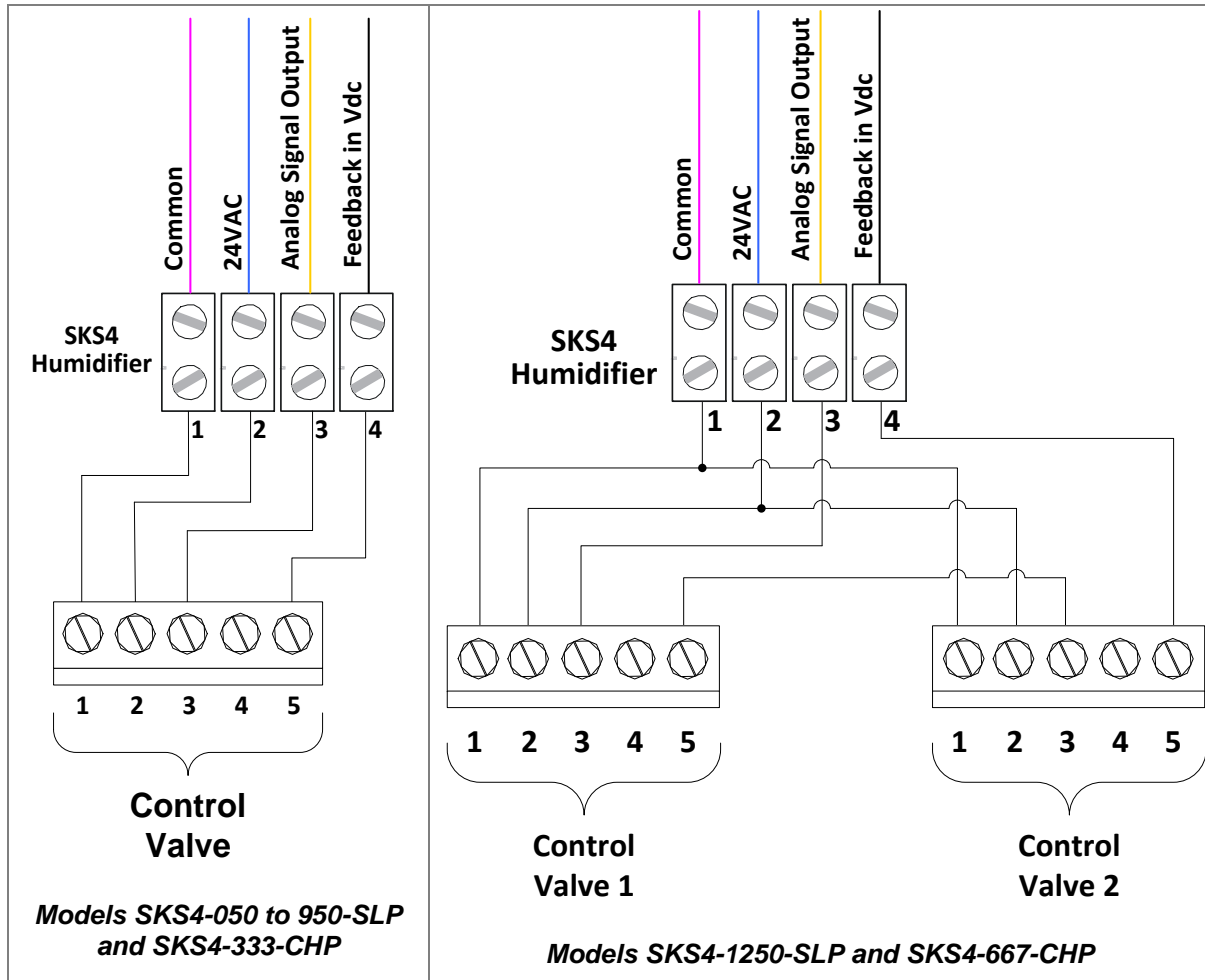 Common
24VAC
Analog Signal Output
Feedback in Vdc
SKS4
Humidifier
1 2 3 4
1 2 3 4 5
Control
Valve
Models SKS4-050 to 950-SLP
and SKS4-333-CHP
Common
24VAC
Analog Signal Output
Feedback in Vdc
SKS4
Humidifier
1 2 3 4
1 2 3 4 5
Control
Valve 1
1 2 3 4 5
Control
Valve 2
Models SKS4-1250-SLP and SKS4-667-CHP